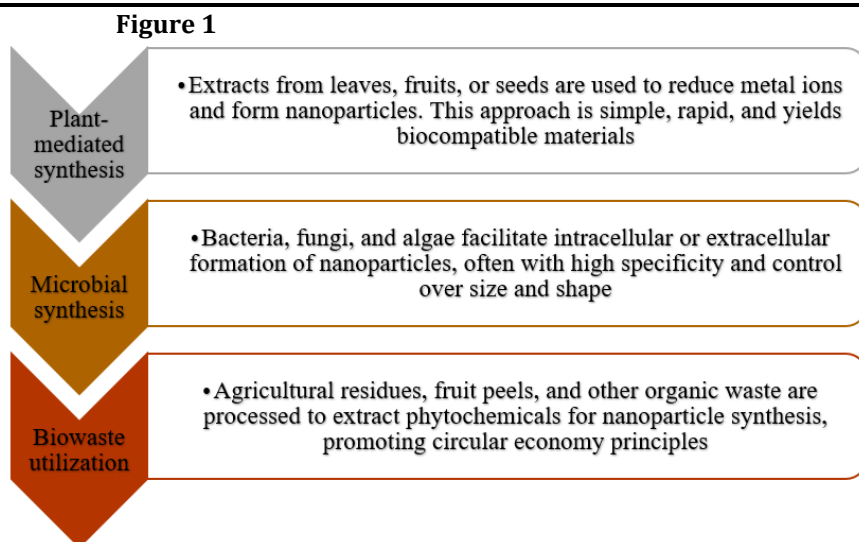 Figure 1
Plant-
mediated
synthesis
•Extracts from leaves, fruits, or seeds are used to reduce metal ions
and form nanoparticles. This approach is simple, rapid, and yields
biocompatible materials
Microbial
synthesis
•Bacteria, fungi, and algae facilitate intracellular or extracellular
formation of nanoparticles, often with high specificity and control
over size and shape
Biowaste
utilization
•Agricultural residues, fruit peels, and other organic waste are
processed to extract phytochemicals for nanoparticle synthesis,
promoting circular economy principles